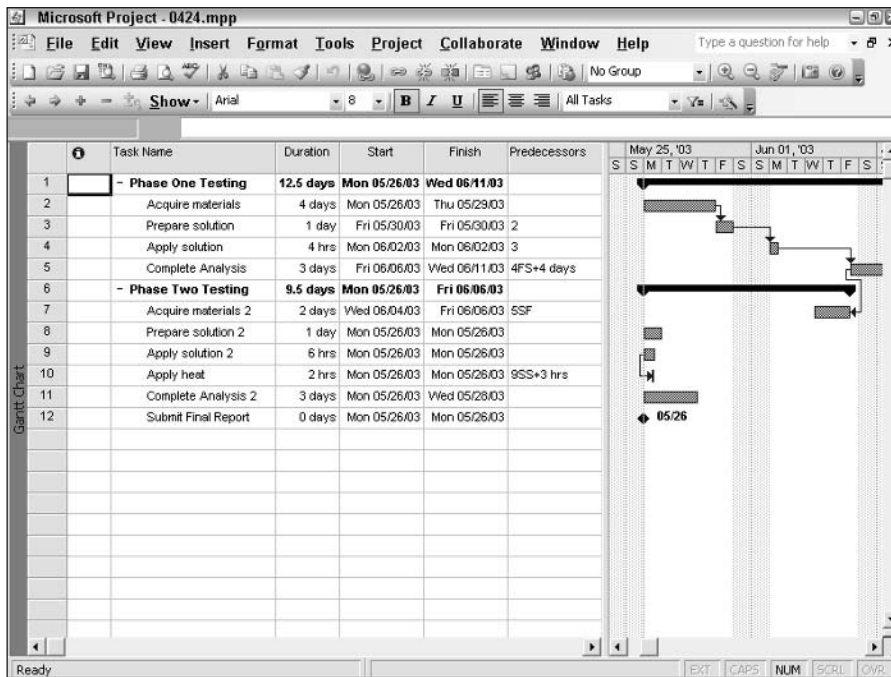 Microsoft Project - 0424.mpp
File Edit View Insert Format Tools Project Collaborate Window Help Type a question for help
No Group
Show Arial 8 B I U All Tasks
Task Name Duration Start Finish Predecessors May 25, '03 Jun 01, '03
S S M T W T F S S M T W T F S
1 - Phase One Testing 12.5 days Mon 05/26/03 Wed 06/11/03
2 Acquire materials 4 days Mon 05/26/03 Thu 05/29/03
3 Prepare solution 1 day Fri 05/30/03 Fri 05/30/03 2
4 Apply solution 4 hrs Mon 06/02/03 Mon 06/02/03 3
5 Complete Analysis 3 days Fri 06/06/03 Wed 06/11/03 4FS+4 days
6 - Phase Two Testing 9.5 days Mon 05/26/03 Fri 06/06/03
7 Acquire materials 2 2 days Wed 06/04/03 Fri 06/06/03 5SF
8 Prepare solution 2 1 day Mon 05/26/03 Mon 05/26/03
9 Apply solution 2 6 hrs Mon 05/26/03 Mon 05/26/03
10 Apply heat 2 hrs Mon 05/26/03 Mon 05/26/03 9SS+3 hrs
11 Complete Analysis 2 3 days Mon 05/26/03 Wed 05/28/03
12 Submit Final Report 0 days Mon 05/26/03 Mon 05/26/03 05/26
Gantt Chart
Ready EXT CAPS NUM SCRL OVR